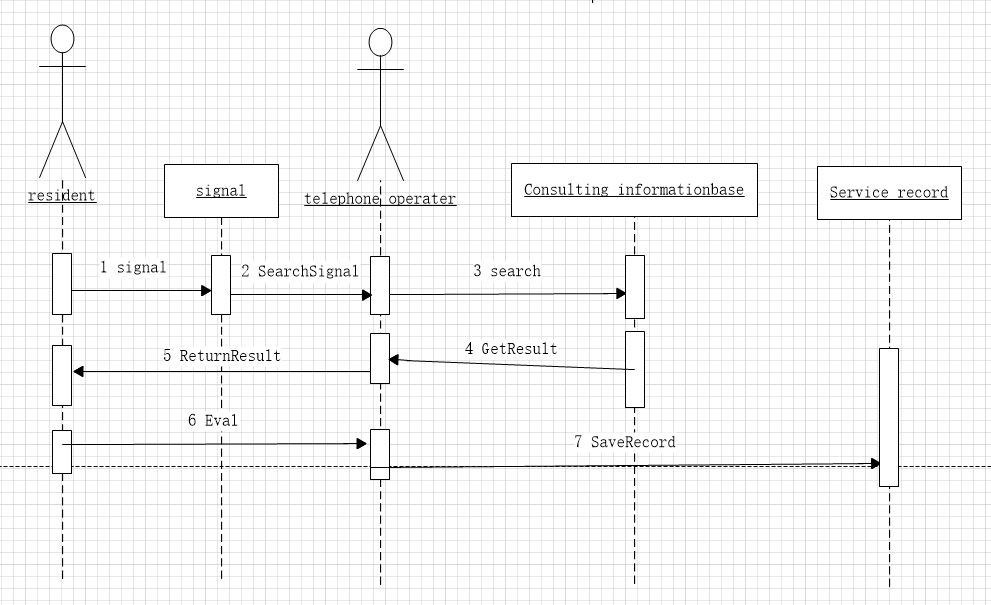 resident
signal
telephone operater
Consulting informationbase
Service record
1 signal
2 SearchSignal
3 search
4 GetResult
5 ReturnResult
6 Eval
7 SaveRecord